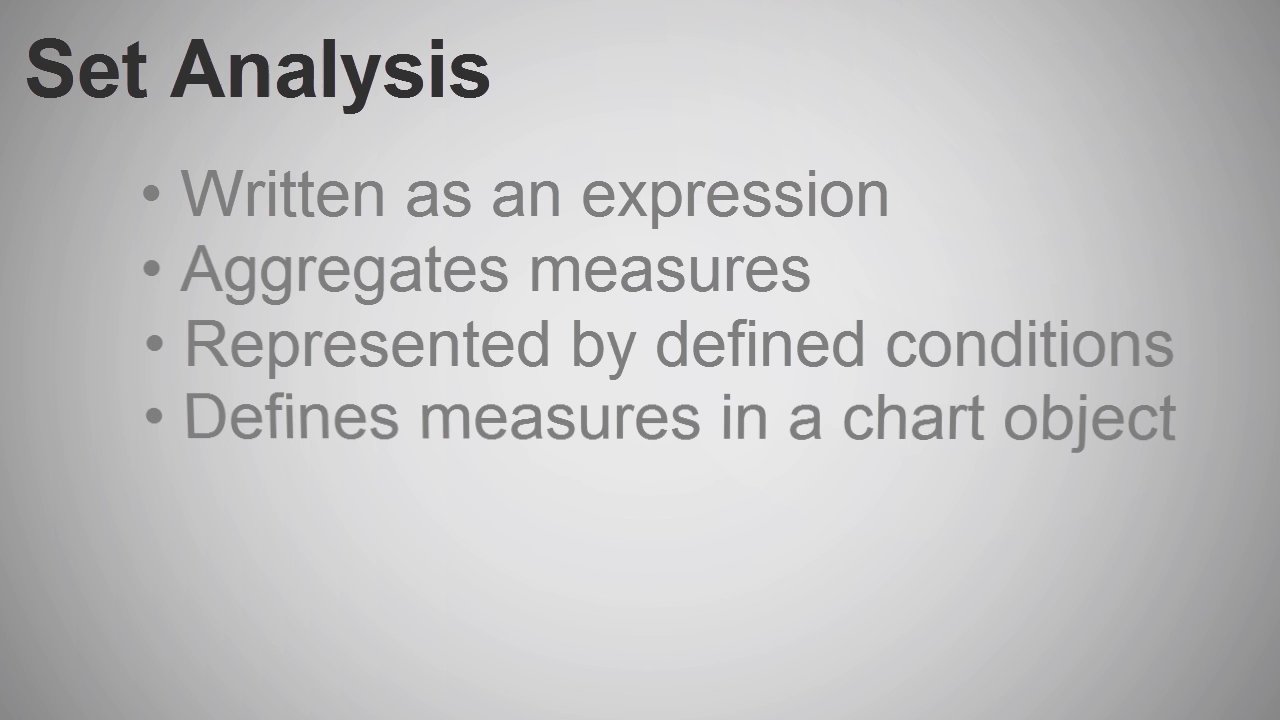 Set Analysis
• Written as an expression
• Aggregates measures
• Represented by defined conditions
• Defines measures in a chart object